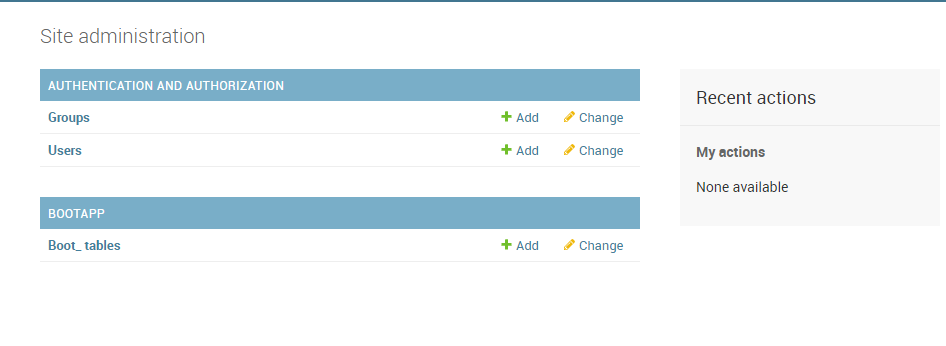 Site administration
AUTHENTICATION AND AUTHORIZATION
Groups Add Change
Users Add Change
BOOTAPP
Boot_ tables Add Change
Recent actions
My actions
None available